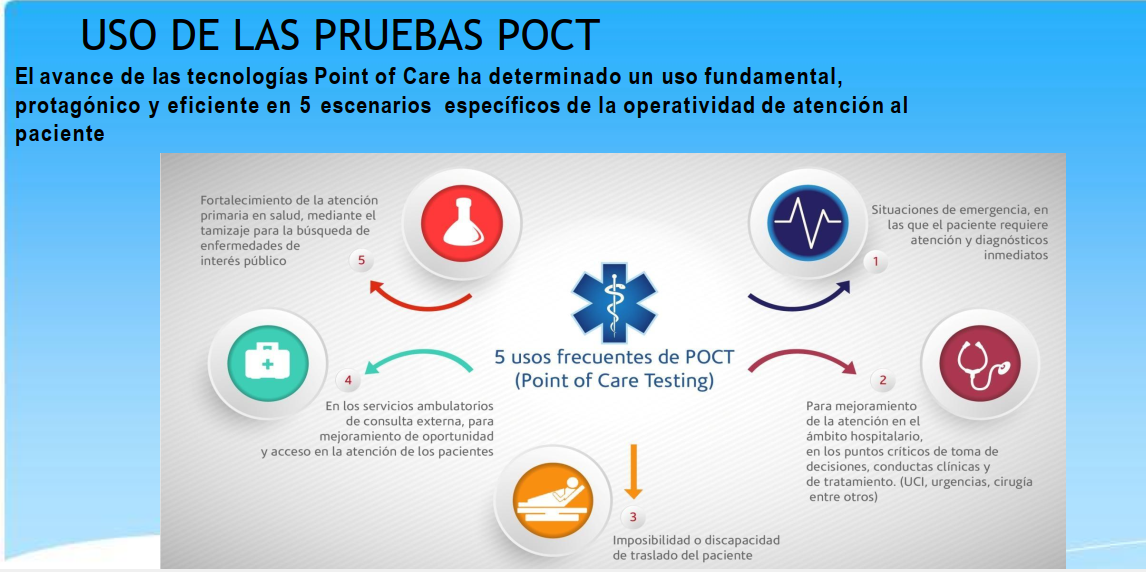 USO DE LAS PRUEBAS POCT
El avance de las tecnologías Point of Care ha determinado un uso fundamental,
protagónico y eficiente en 5 escenarios específicos de la operatividad de atención al
paciente
5 usos frecuentes de POCT
(Point of Care Testing)
1
Situaciones de emergencia, en
las que el paciente requiere
atención y diagnósticos
inmediatos
2
Para mejoramiento
de la atención en el
ámbito hospitalario,
en los puntos críticos de toma de
decisiones, conductas clínicas y
de tratamiento. (UCI, urgencias, cirugía
entre otros)
3
Imposibilidad o discapacidad
de traslado del paciente
4
En los servicios ambulatorios
de consulta externa, para
mejoramiento de oportunidad
y acceso en la atención de los pacientes
5
Fortalecimiento de la atención
primaria en salud, mediante el
tamizaje para la búsqueda de
enfermedades de
interés público